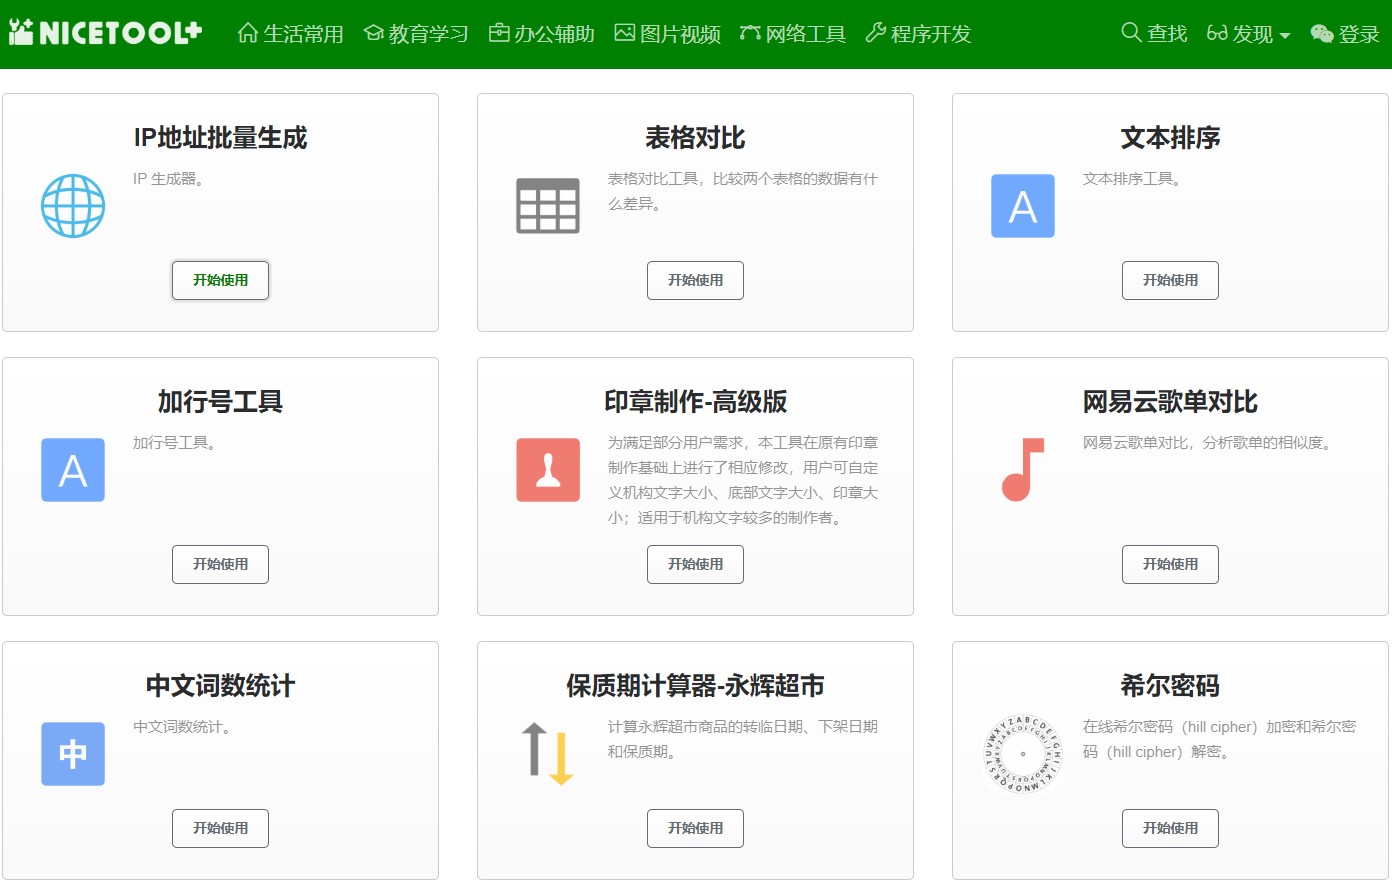 NICETOOL+ 生活常用 教育学习 办公辅助 图片视频 网络工具 程序开发 查找 发现 登录
IP地址批量生成
IP 生成器。
开始使用
表格对比
表格对比工具，比较两个表格的数据有什
么差异。
开始使用
文本排序
文本排序工具。
开始使用
加行号工具
加行号工具。
开始使用
印章制作-高级版
为满足部分用户需求，本工具在原有印章
制作基础上进行了相应修改，用户可自定
义机构文字大小、底部文字大小、印章大
小；适用于机构文字较多的制作者。
开始使用
网易云歌单对比
网易云歌单对比，分析歌单的相似度。
开始使用
中文词数统计
中
中文词数统计。
开始使用
保质期计算器-永辉超市
计算永辉超市商品的转临日期、下架日期
和保质期。
开始使用
希尔密码
在线希尔密码（hill cipher）加密和希尔密
码（hill cipher）解密。
开始使用